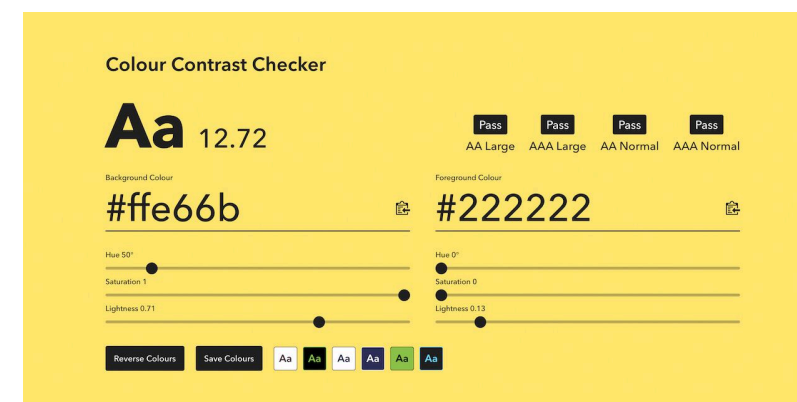 Colour Contrast Checker
Aa 12.72
Pass Pass Pass Pass
AA Large AAA Large AA Normal AAA Normal
Background Colour
#ffe66b
Hue 50°
Saturation 1
Lightness 0.71
Foreground Colour
#222222
Hue 0°
Saturation 0
Lightness 0.13
Reverse Colours Save Colours Aa Aa Aa Aa Aa Aa